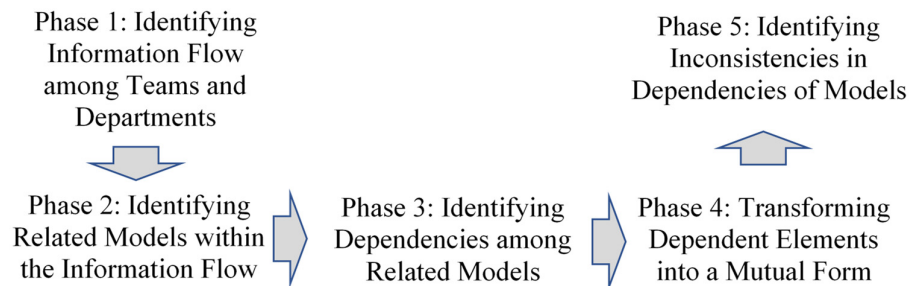 Phase 1: Identifying
Information Flow
among Teams and
Departments
Phase 2: Identifying
Related Models within
the Information Flow
Phase 3: Identifying
Dependencies among
Related Models
Phase 4: Transforming
Dependent Elements
into a Mutual Form
Phase 5: Identifying
Inconsistencies in
Dependencies of Models